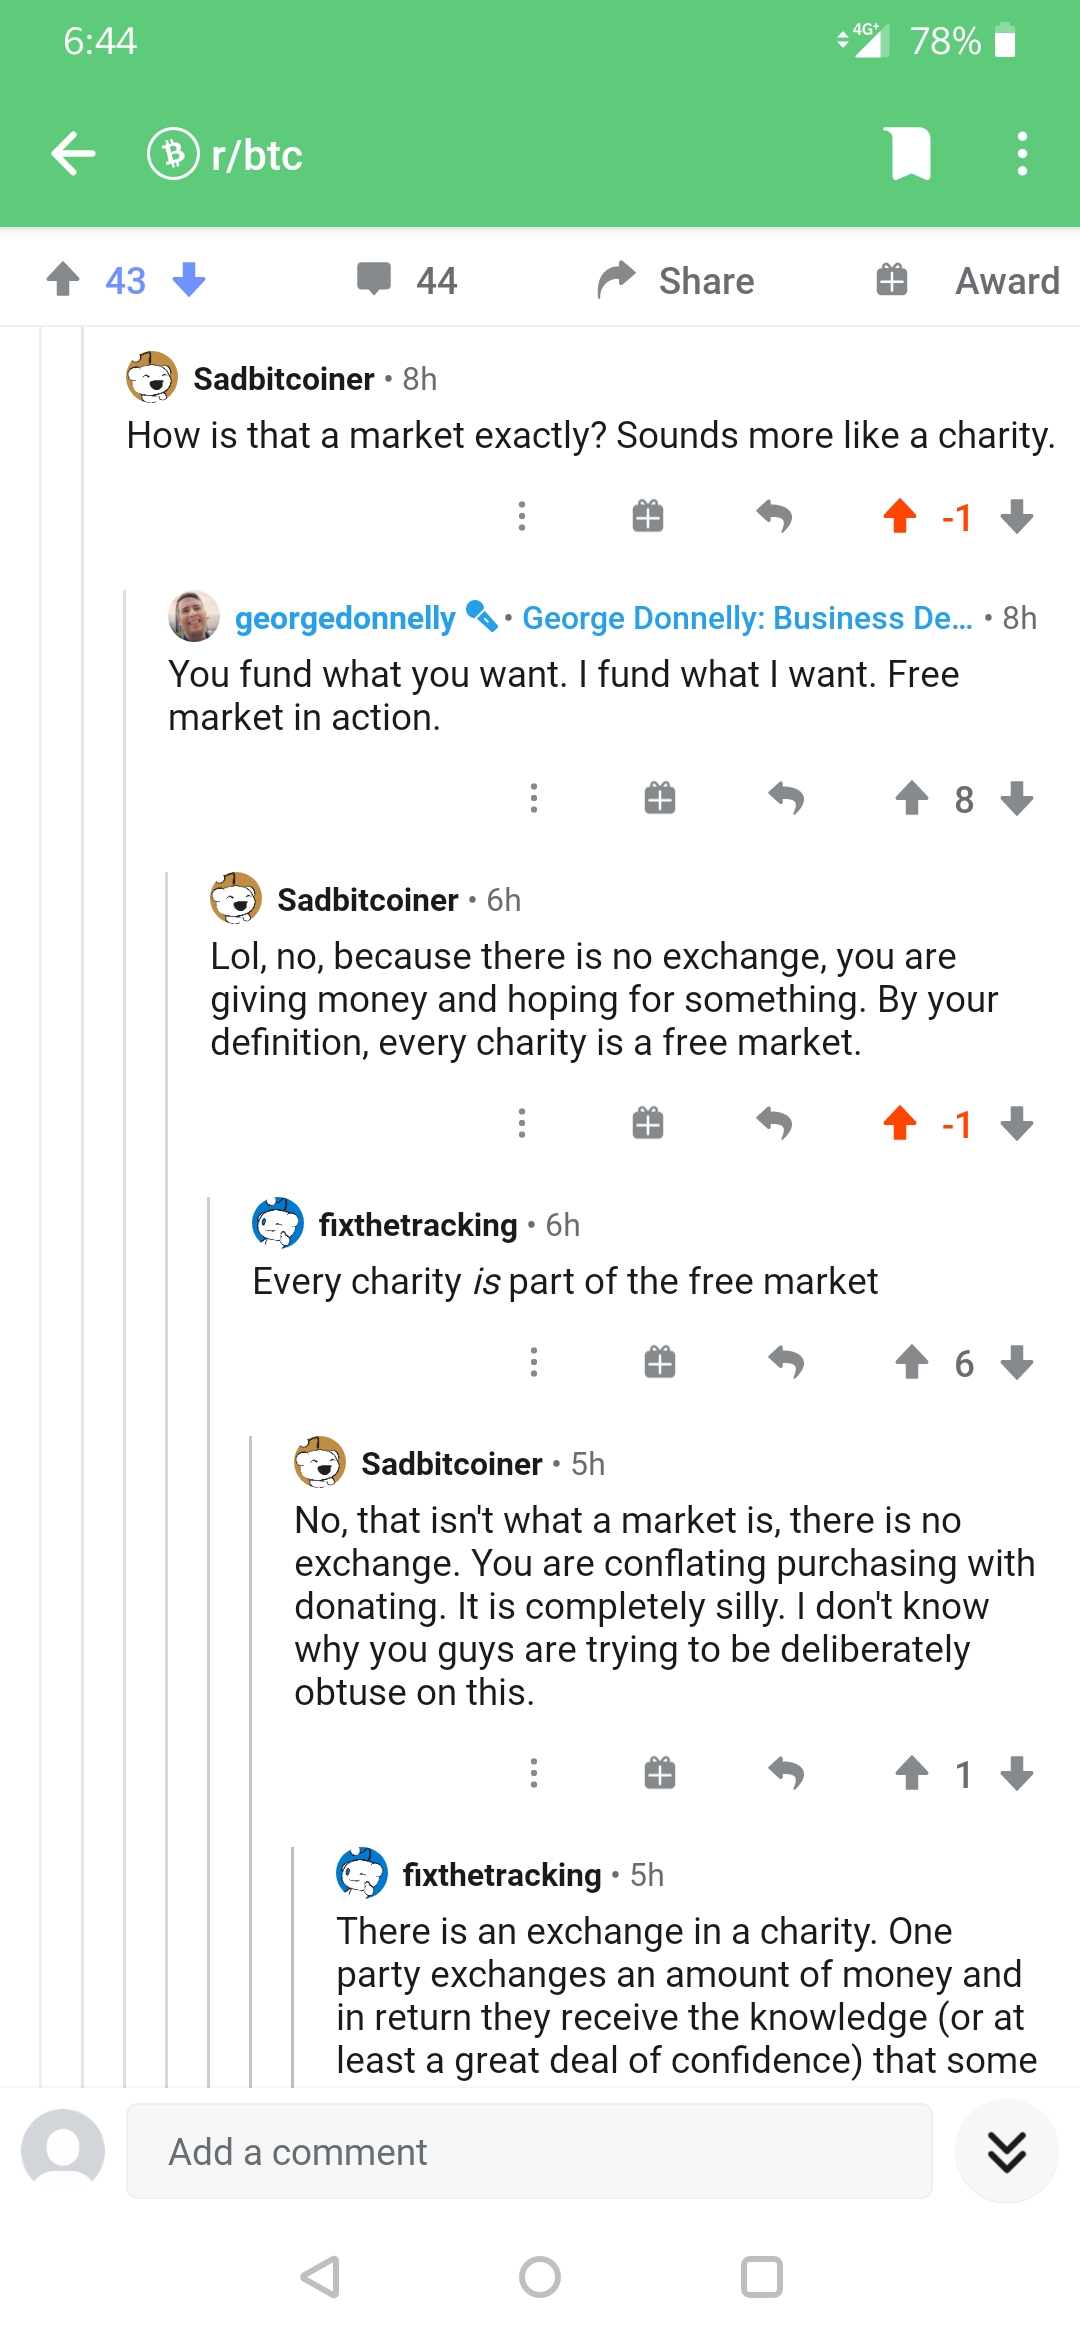 6:44
4G+ 78%
r/btc
43 44 Share Award
Sadbitcoiner • 8h
How is that a market exactly? Sounds more like a charity.
-1
georgedonnelly • George Donnelly: Business De... • 8h
You fund what you want. I fund what I want. Free
market in action.
8
Sadbitcoiner • 6h
Lol, no, because there is no exchange, you are
giving money and hoping for something. By your
definition, every charity is a free market.
-1
fixthetracking • 6h
Every charity is part of the free market
6
Sadbitcoiner • 5h
No, that isn't what a market is, there is no
exchange. You are conflating purchasing with
donating. It is completely silly. I don't know
why you guys are trying to be deliberately
obtuse on this.
1
fixthetracking • 5h
There is an exchange in a charity. One
party exchanges an amount of money and
in return they receive the knowledge (or at
least a great deal of confidence) that some
Add a comment